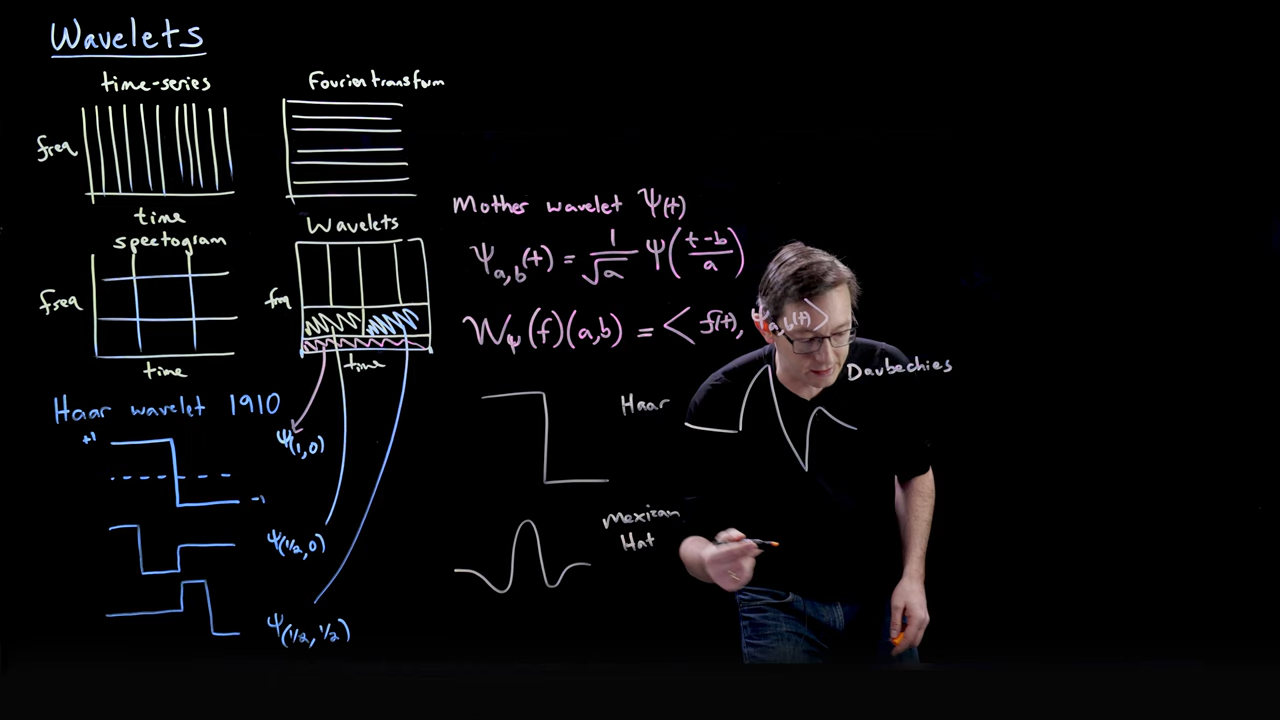 Wavelets
time-series
freq
time
Fourier transform
spectogram
freq
time
Wavelets
frq
time
Haar wavelet 1910
+1
-1
Ψ(1,0)
Ψ(1/2,0)
Ψ(1/2,1/2)
Mother wavelet Ψ(t)
Ψa,b(t) = 1/√a Ψ(t-b/a)
WΨ(f)(a,b) = <f(t), Ψa,b(t)>
Haar
Daubechies
Mexican
Hat